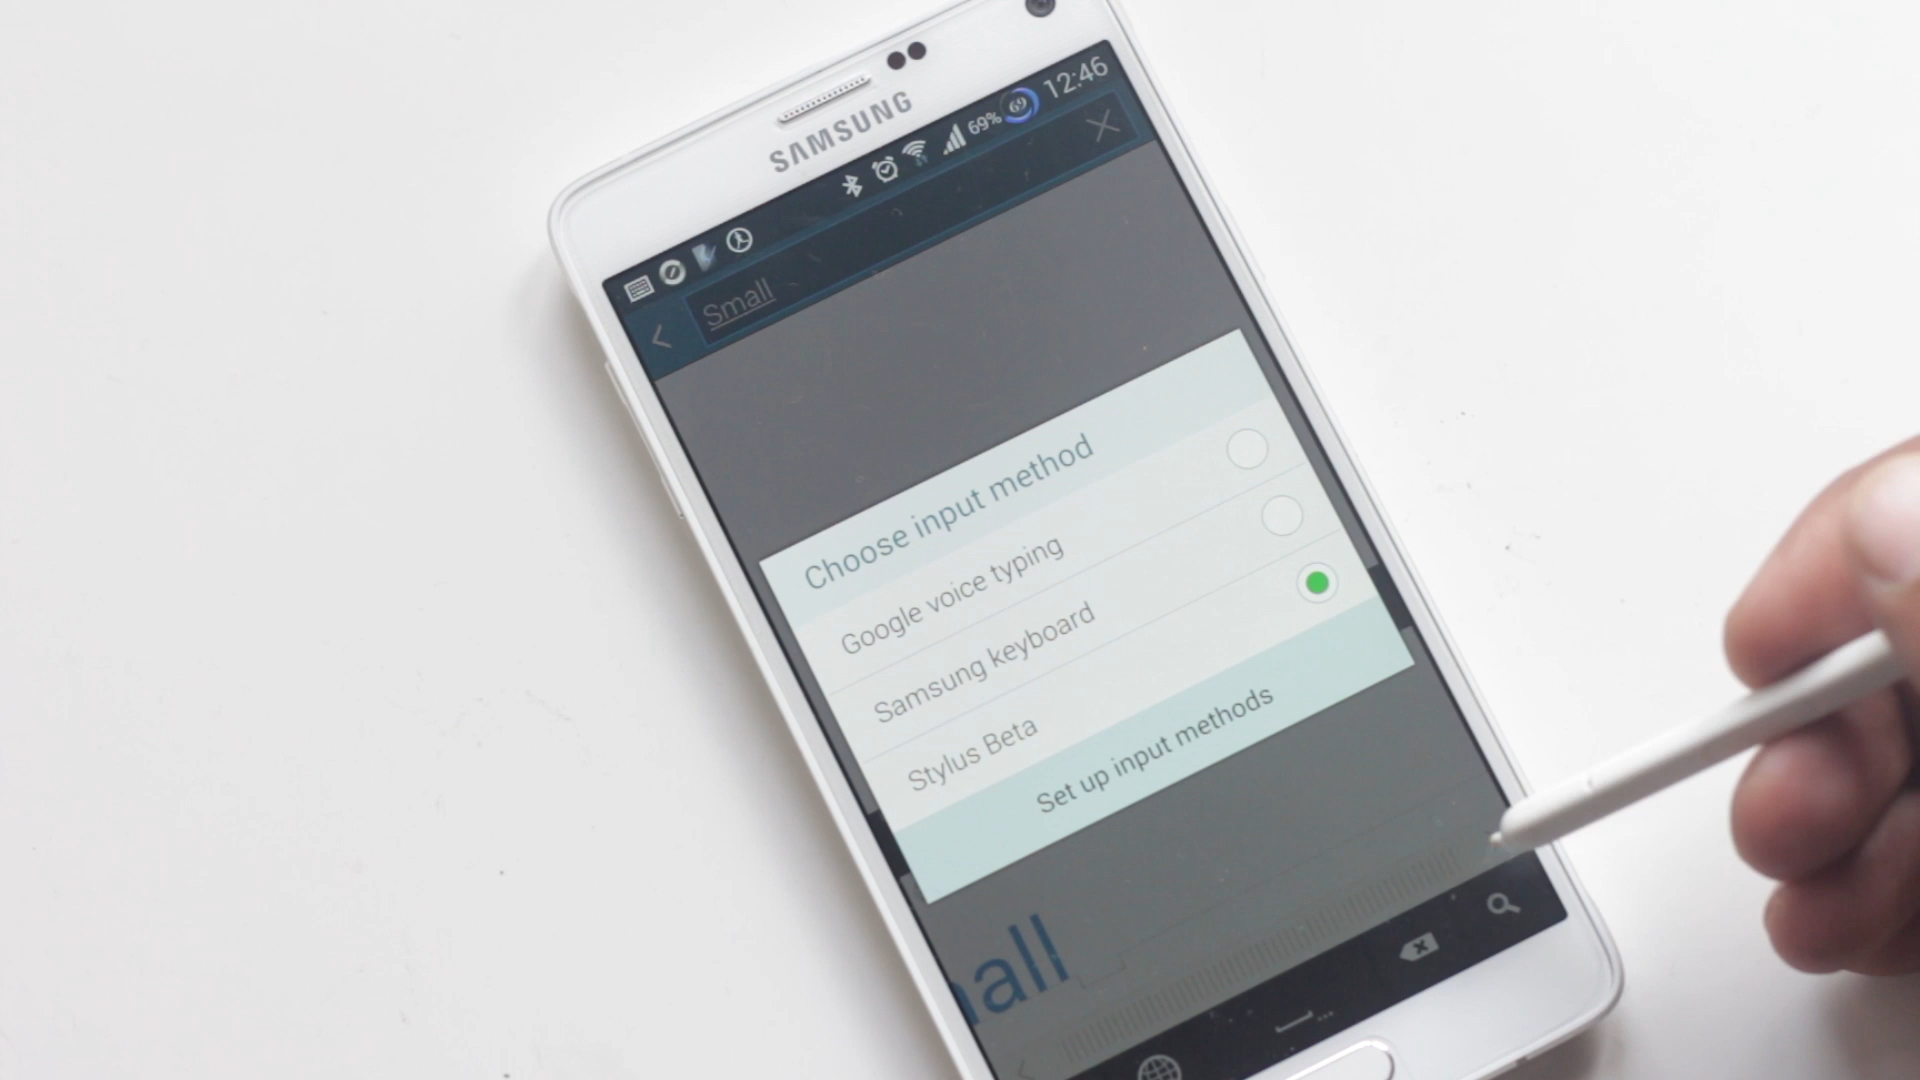 SAMSUNG
69% 69 12:46
Small
Choose input method
Google voice typing
Samsung keyboard
Stylus Beta
Set up input methods
all